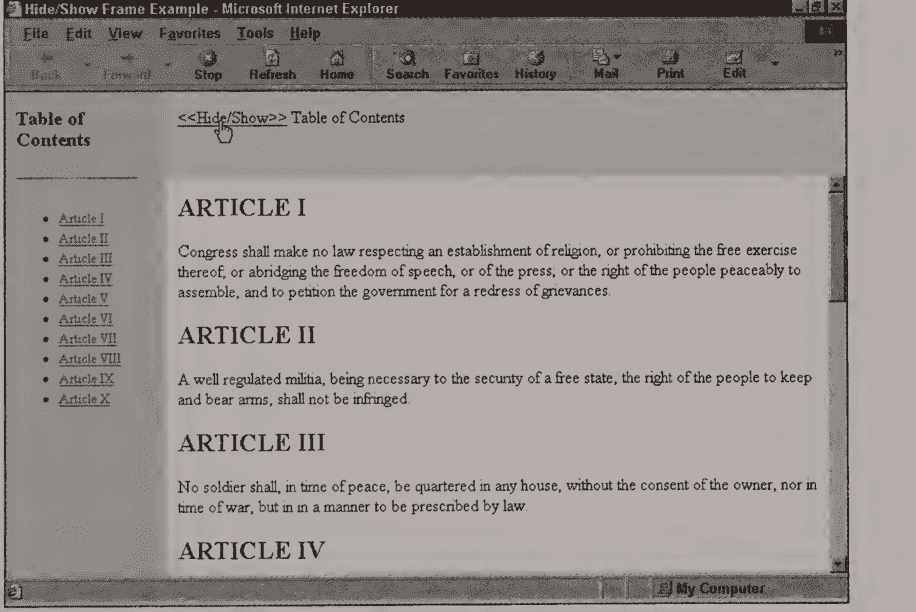 Hide/Show Frame Example - Microsoft Internet Explorer
File Edit View Favorites Tools Help
Back Forward Stop Refresh Home Search Favorites History Mail Print Edit »
Table of
Contents
<<Hide/Show>> Table of Contents
Article I
Article II
Article III
Article IV
Article V
Article VI
Article VII
Article VIII
Article IX
Article X
ARTICLE I
Congress shall make no law respecting an establishment of religion, or prohibiting the free exercise
thereof; or abridging the freedom of speech, or of the press; or the right of the people peaceably to
assemble, and to petition the government for a redress of grievances.
ARTICLE II
A well regulated militia, being necessary to the security of a free state, the right of the people to keep
and bear arms, shall not be infringed.
ARTICLE III
No soldier shall, in time of peace, be quartered in any house, without the consent of the owner, nor in
time of war, but in in a manner to be prescribed by law.
ARTICLE IV
My Computer